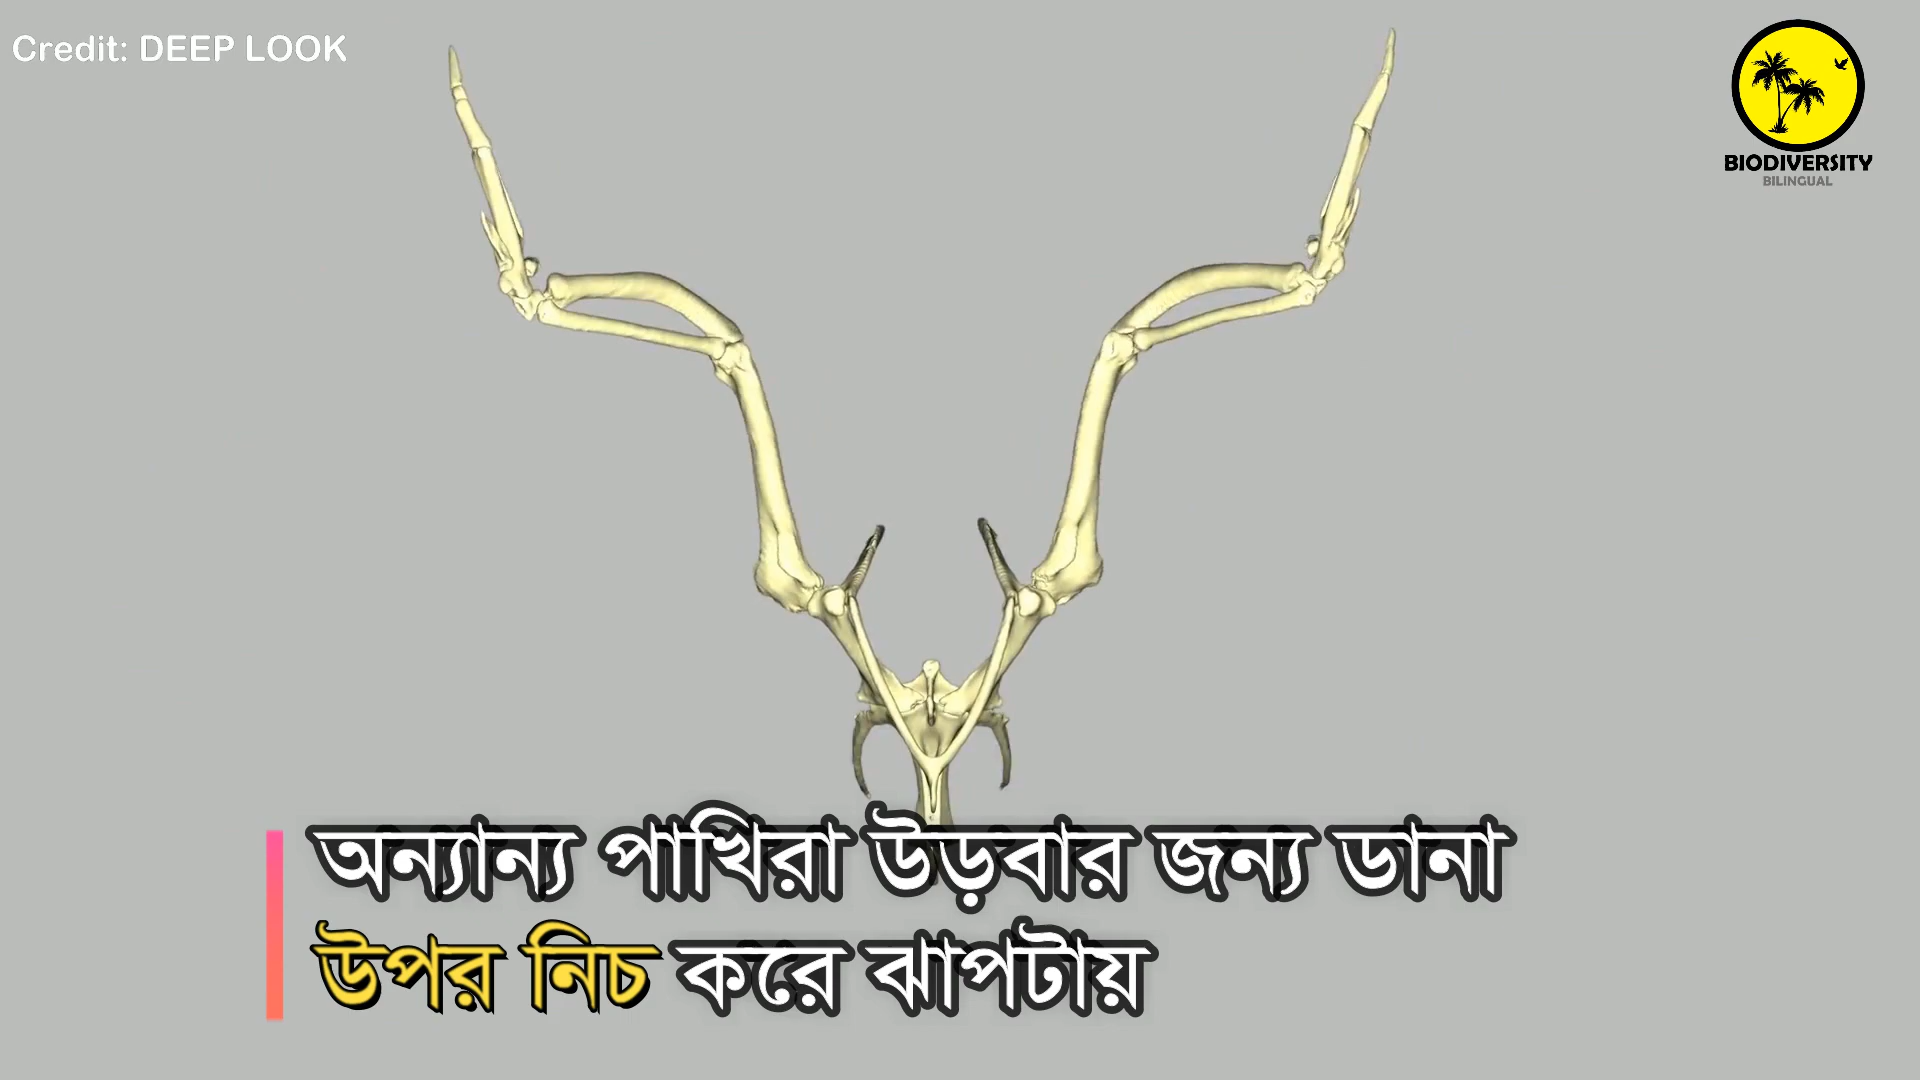 Credit: DEEP LOOK
BIODIVERSITY
BILINGUAL
অন্যান্য পাখিরা উড়বার জন্য ডানা
উপর নিচ করে ঝাপটায়